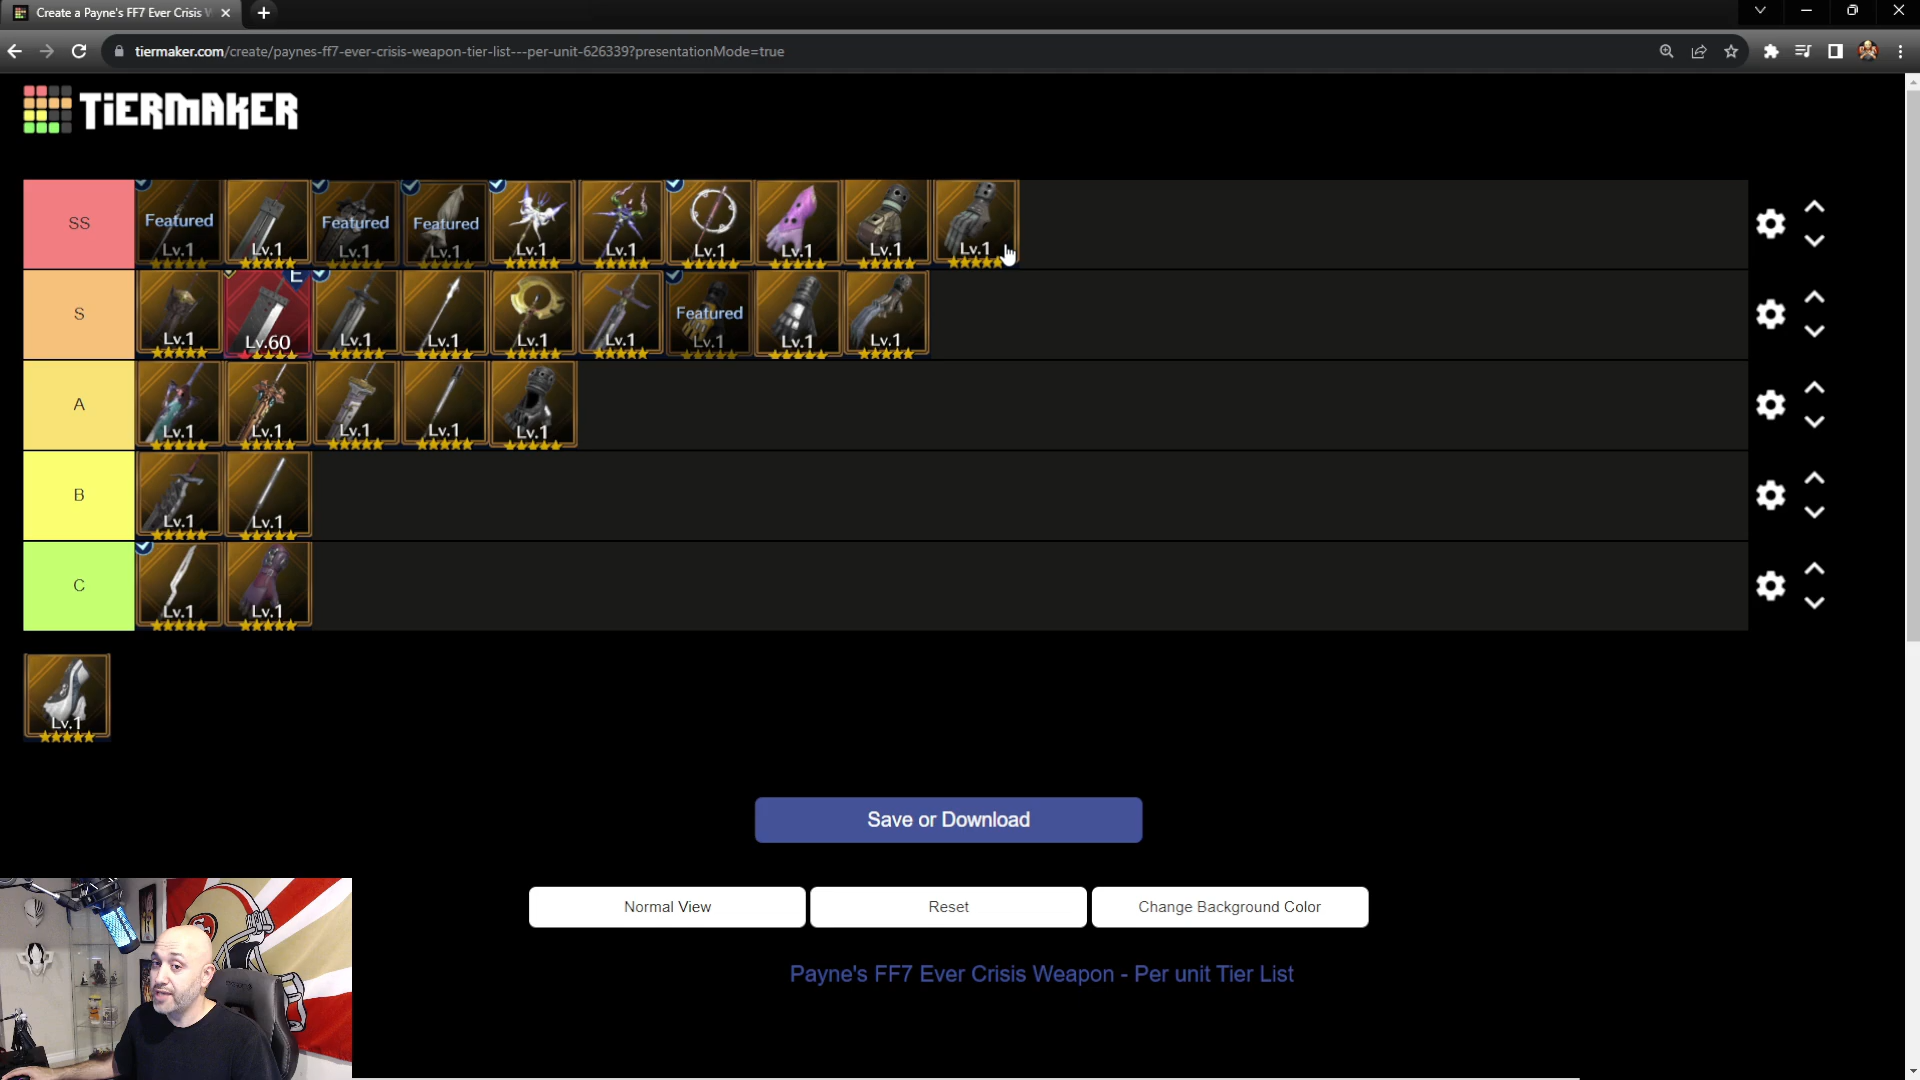 Create a Payne's FF7 Ever Crisis
tiermaker.com/create/paynes-ff7-ever-crisis-weapon-tier-list---per-unit-626339?presentationMode=true
TiERMAKER
SS
Featured Lv.1
Lv.1
Featured Lv.1
Featured Lv.1
Lv.1
Lv.1
Lv.1
Lv.1
Lv.1
Lv.1
S
Lv.1
E Lv.60
Lv.1
Lv.1
Lv.1
Lv.1
Featured Lv.1
Lv.1
Lv.1
A
Lv.1
Lv.1
Lv.1
Lv.1
Lv.1
B
Lv.1
Lv.1
C
Lv.1
Lv.1
Lv.1
Save or Download
Normal View
Reset
Change Background Color
Payne's FF7 Ever Crisis Weapon - Per unit Tier List